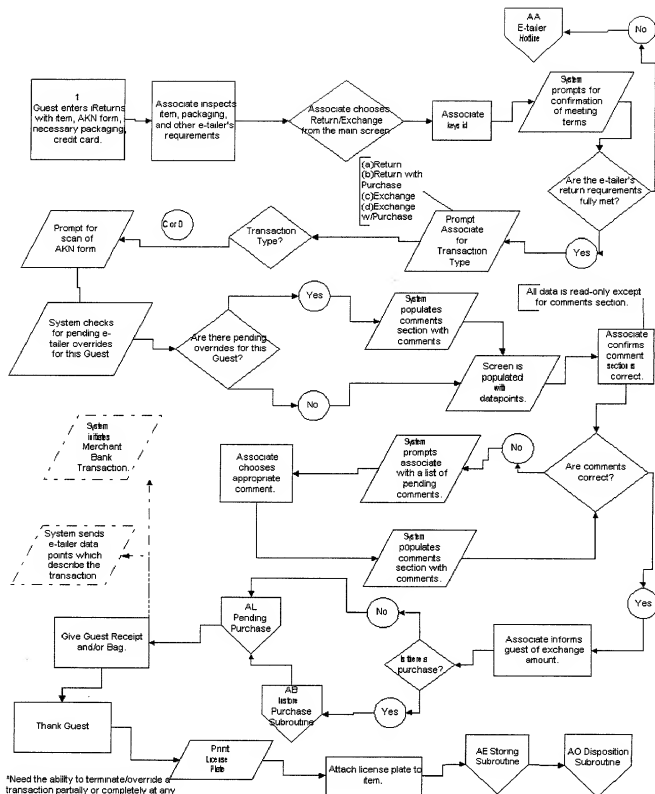 AA
E-tailer
Hotline
No
1
Guest enters iReturns
with item, AKN form,
necessary packaging,
credit card.
Associate inspects
item, packaging,
and other e-tailer's
requirements
Associate chooses
Return/Exchange
from the main screen
Associate
keys id
System
prompts for
confirmation
of meeting
terms
Are the e-tailer's
return requirements
fully met?
Yes
(a)Return
(b)Return with
Purchase
(c)Exchange
(d)Exchange
w/Purchase
Prompt
Associate
for
Transaction
Type
Transaction
Type?
C or D
Prompt for
scan of
AKN form
System checks
for pending e-
tailer overrides
for this Guest
Are there pending
overrides for this
Guest?
Yes
No
System
populates
comments
section with
comments
Screen is
populated
with
datapoints.
All data is read-only except
for comments section.
Associate
confirms
comment
section is
correct.
Are comments
correct?
No
System
prompts
associate
with a list of
pending
comments.
Associate
chooses
appropriate
comment.
System
populates
comments
section with
comments.
Yes
Associate informs
guest of exchange
amount.
Is there a
purchase?
No
Yes
AL
Pending
Purchase
AB
Purchase
Subroutine
System
initiates
Merchant
Bank
Transaction.
System sends
e-tailer data
points which
describe the
transaction
Give Guest Receipt
and/or Bag.
Thank Guest
Print
License
Plate
Attach license plate to
item.
AE Storing
Subroutine
AO Disposition
Subroutine
*Need the ability to terminate/override a
transaction partially or completely at any